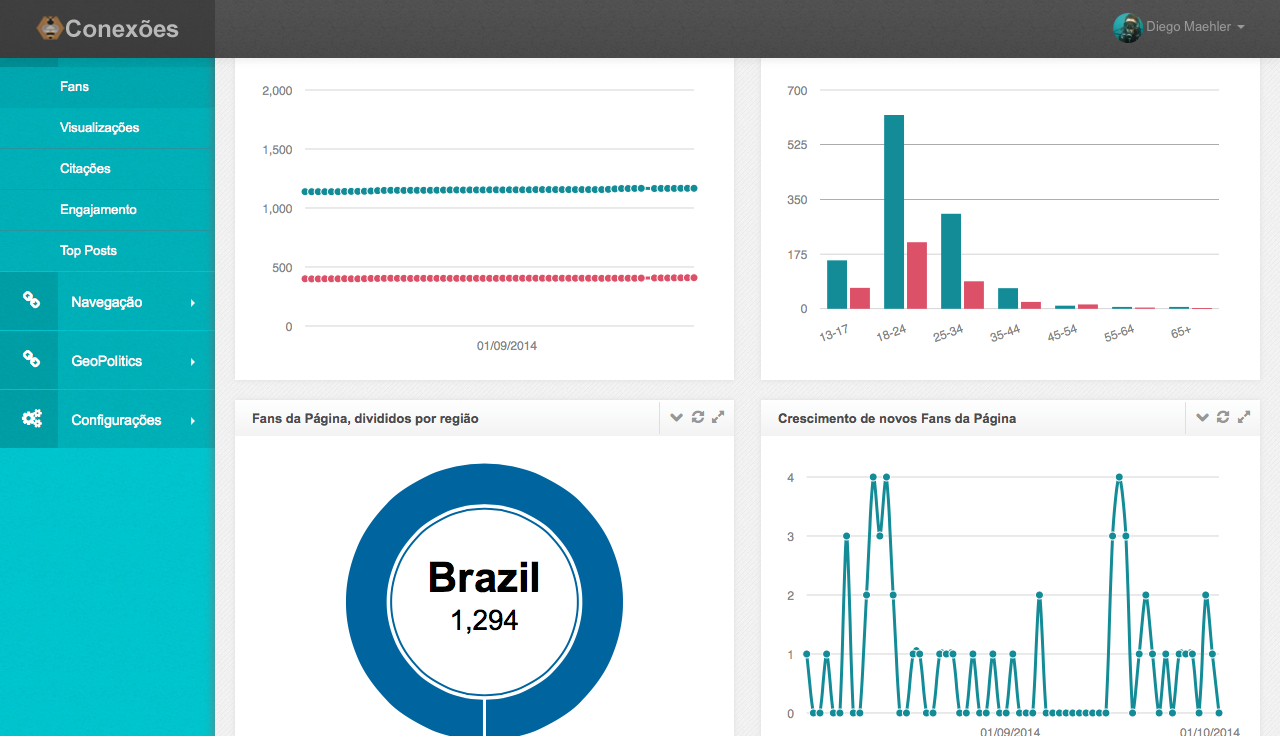 Conexões
Diego Maehler
Fans
Visualizações
Citações
Engajamento
Top Posts
Navegação
GeoPolitics
Configurações
2,000
1,500
1,000
500
0
01/09/2014
700
525
350
175
0
13-17 18-24 25-34 35-44 45-54 55-64 65+
Fans da Página, divididos por região
Brazil
1,294
Crescimento de novos Fans da Página
4
3
2
1
0
01/09/2014 01/10/2014